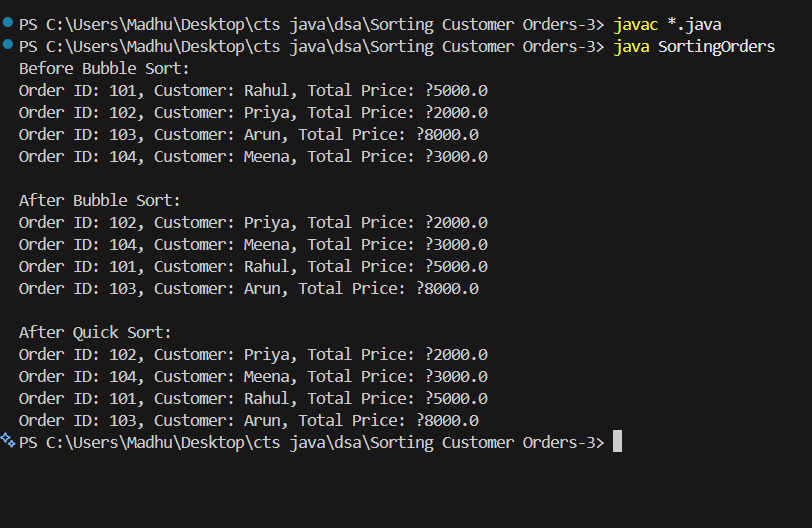 PS C:\Users\Madhu\Desktop\cts java\dsa\Sorting Customer Orders-3> javac *.java
PS C:\Users\Madhu\Desktop\cts java\dsa\Sorting Customer Orders-3> java SortingOrders
Before Bubble Sort:
Order ID: 101, Customer: Rahul, Total Price: ?5000.0
Order ID: 102, Customer: Priya, Total Price: ?2000.0
Order ID: 103, Customer: Arun, Total Price: ?8000.0
Order ID: 104, Customer: Meena, Total Price: ?3000.0

After Bubble Sort:
Order ID: 102, Customer: Priya, Total Price: ?2000.0
Order ID: 104, Customer: Meena, Total Price: ?3000.0
Order ID: 101, Customer: Rahul, Total Price: ?5000.0
Order ID: 103, Customer: Arun, Total Price: ?8000.0

After Quick Sort:
Order ID: 102, Customer: Priya, Total Price: ?2000.0
Order ID: 104, Customer: Meena, Total Price: ?3000.0
Order ID: 101, Customer: Rahul, Total Price: ?5000.0
Order ID: 103, Customer: Arun, Total Price: ?8000.0
PS C:\Users\Madhu\Desktop\cts java\dsa\Sorting Customer Orders-3>